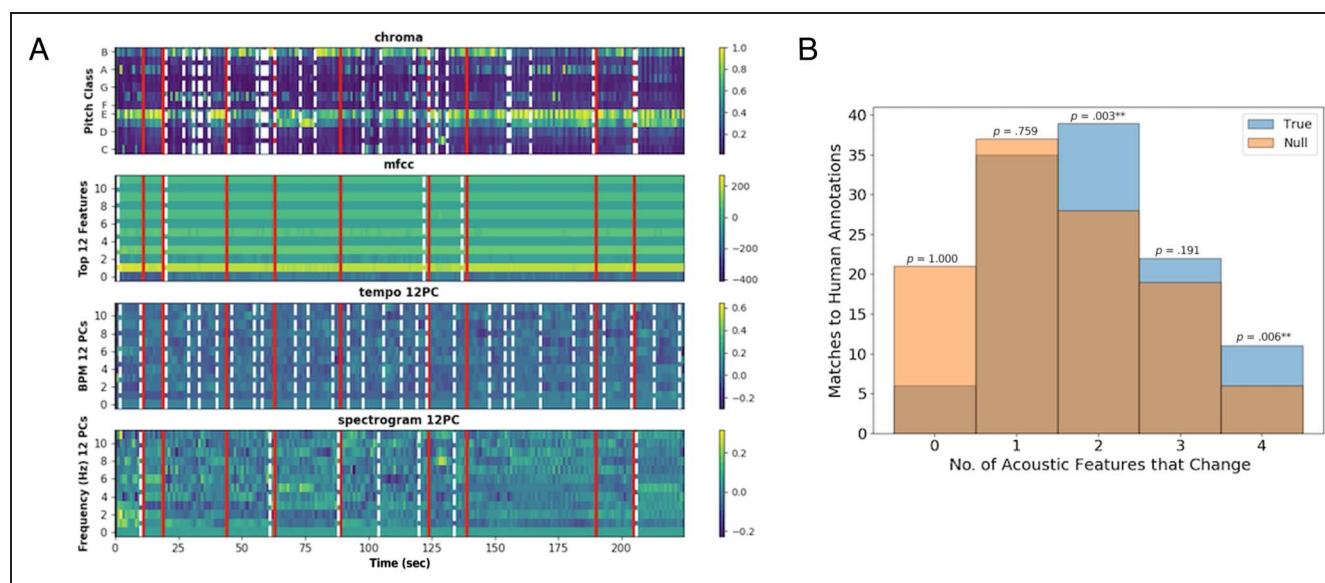 A
chroma
Pitch Class
B
A
G
F
E
D
C
1.0
0.8
0.6
0.4
0.2
mfcc
Top 12 Features
10
8
6
4
2
0
200
0
−200
−400
tempo 12PC
BPM 12 PCs
10
8
6
4
2
0
0.6
0.4
0.2
0.0
−0.2
spectrogram 12PC
Frequency (Hz) 12 PCs
10
8
6
4
2
0
0.2
0.0
−0.2
0 25 50 75 100 125 150 175 200
Time (sec)
B
Matches to Human Annotations
40
35
30
25
20
15
10
5
0
p = 1.000
p = .759
p = .003**
p = .191
p = .006**
True
Null
0 1 2 3 4
No. of Acoustic Features that Change